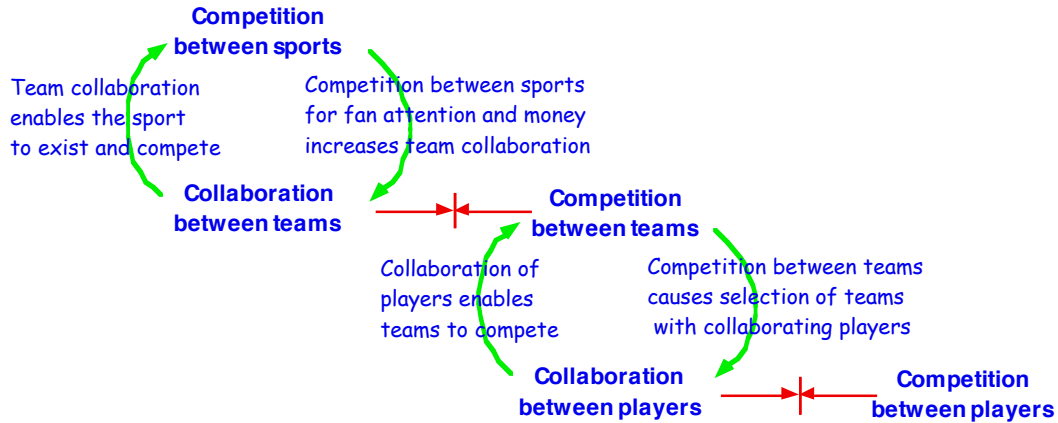 Competition
between sports
Team collaboration
enables the sport
to exist and compete
Competition between sports
for fan attention and money
increases team collaboration
Collaboration
between teams
Competition
between teams
Collaboration of
players enables
teams to compete
Competition between teams
causes selection of teams
with collaborating players
Collaboration
between players
Competition
between players